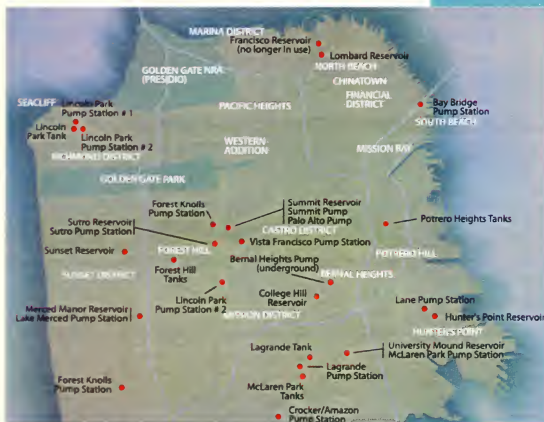 MARINA DISTRICT
Francisco Reservoir
(no longer in use)
Lombard Reservoir
NORTH BEACH
GOLDEN GATE NRA
(PRESIDIO)
CHINATOWN
FINANCIAL
DISTRICT
SEACLIFF
Lincoln Park
Pump Station # 1
PACIFIC HEIGHTS
Bay Bridge
Pump Station
SOUTH BEACH
Lincoln
Park Tank
Lincoln Park
Pump Station # 2
RICHMOND DISTRICT
WESTERN
ADDITION
MISSION BAY
GOLDEN GATE PARK
Forest Knolls
Pump Station
Summit Reservoir
Summit Pump
Palo Alto Pump
Sutro Reservoir
Sutro Pump Station
CASTRO DISTRICT
Potrero Heights Tanks
Sunset Reservoir
FOREST HILL
Vista Francisco Pump Station
POTRERO HILL
Bernal Heights Pump
(underground)
SUNSET DISTRICT
Forest Hill
Tanks
BERNAL HEIGHTS
Lincoln Park
Pump Station # 2
College Hill
Reservoir
Lane Pump Station
Merced Manor Reservoir
Lake Merced Pump Station
MISSION DISTRICT
Hunter's Point Reservoir
HUNTER'S POINT
Lagrande Tank
University Mound Reservoir
McLaren Park Pump Station
Lagrande
Pump Station
Forest Knolls
Pump Station
McLaren Park
Tanks
Crocker/Amazon
Pump Station